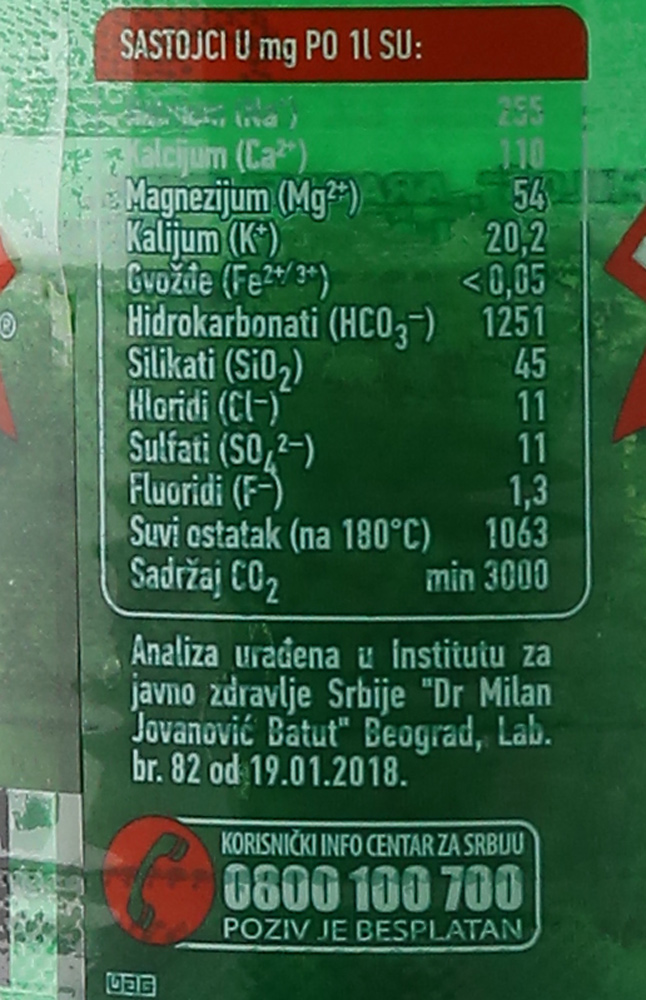 SASTOJCI U mg PO 1l SU:
(Na⁺) 255
Kalcijum (Ca²⁺) 110
Magnezijum (Mg²⁺) 54
Kalijum (K⁺) 20,2
Gvožđe (Fe²⁺/³⁺) <0,05
Hidrokarbonati (HCO₃⁻) 1251
Silikati (SiO₂) 45
Hloridi (Cl⁻) 11
Sulfati (SO₄²⁻) 11
Fluoridi (F⁻) 1,3
Suvi ostatak (na 180°C) 1063
Sadržaj CO₂ min 3000
Analiza urađena u Institutu za
javno zdravlje Srbije "Dr Milan
Jovanović Batut" Beograd, Lab.
br. 82 od 19.01.2018.
®
KORISNIČKI INFO CENTAR ZA SRBIJU
0800 100 700
POZIV JE BESPLATAN